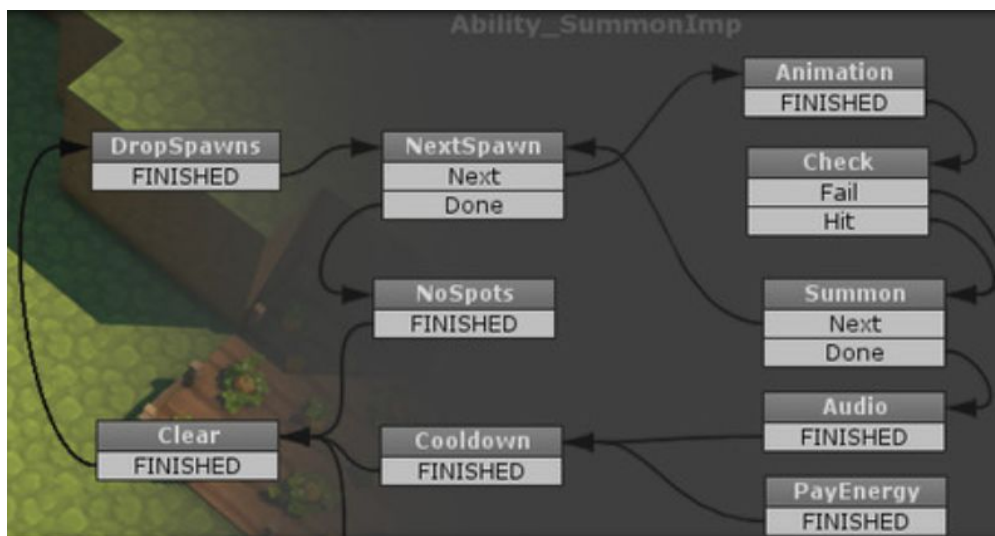 Ability_SummonImp
Animation
FINISHED
DropSpawns
FINISHED
NextSpawn
Next
Done
Check
Fail
Hit
NoSpots
FINISHED
Summon
Next
Done
Clear
FINISHED
Cooldown
FINISHED
Audio
FINISHED
PayEnergy
FINISHED